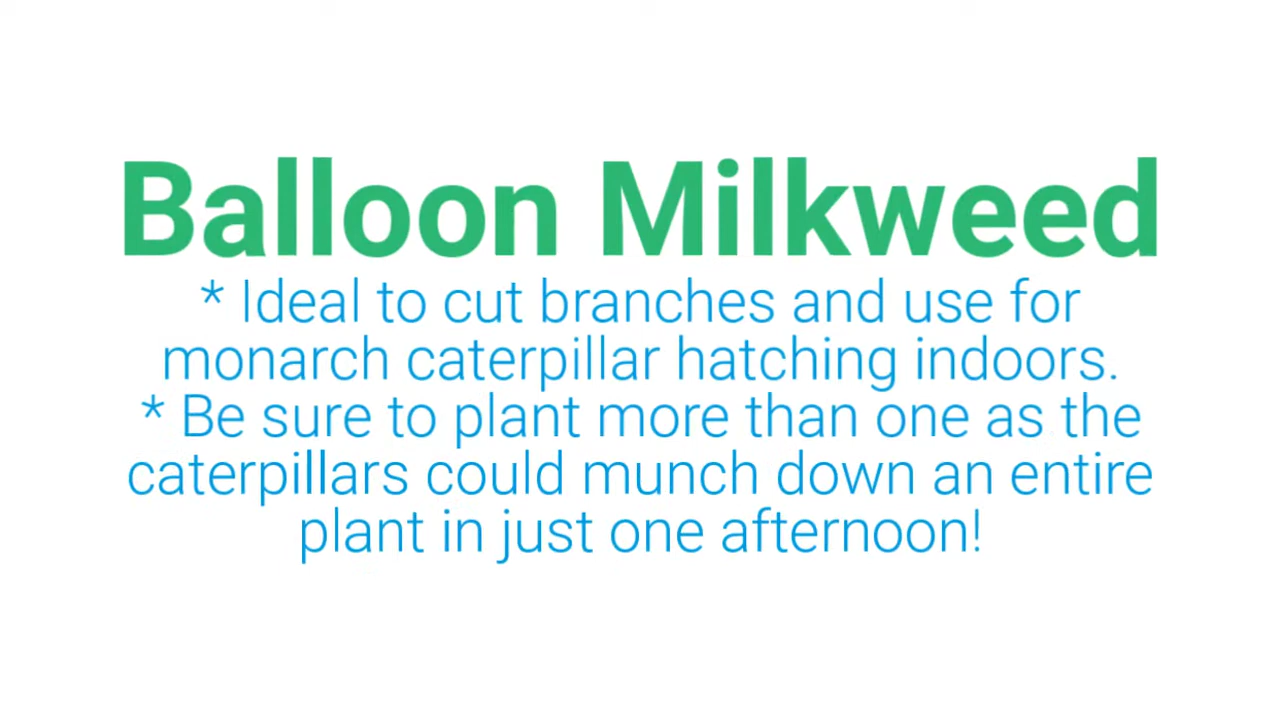 Balloon Milkweed
* Ideal to cut branches and use for
monarch caterpillar hatching indoors.
* Be sure to plant more than one as the
caterpillars could munch down an entire
plant in just one afternoon!